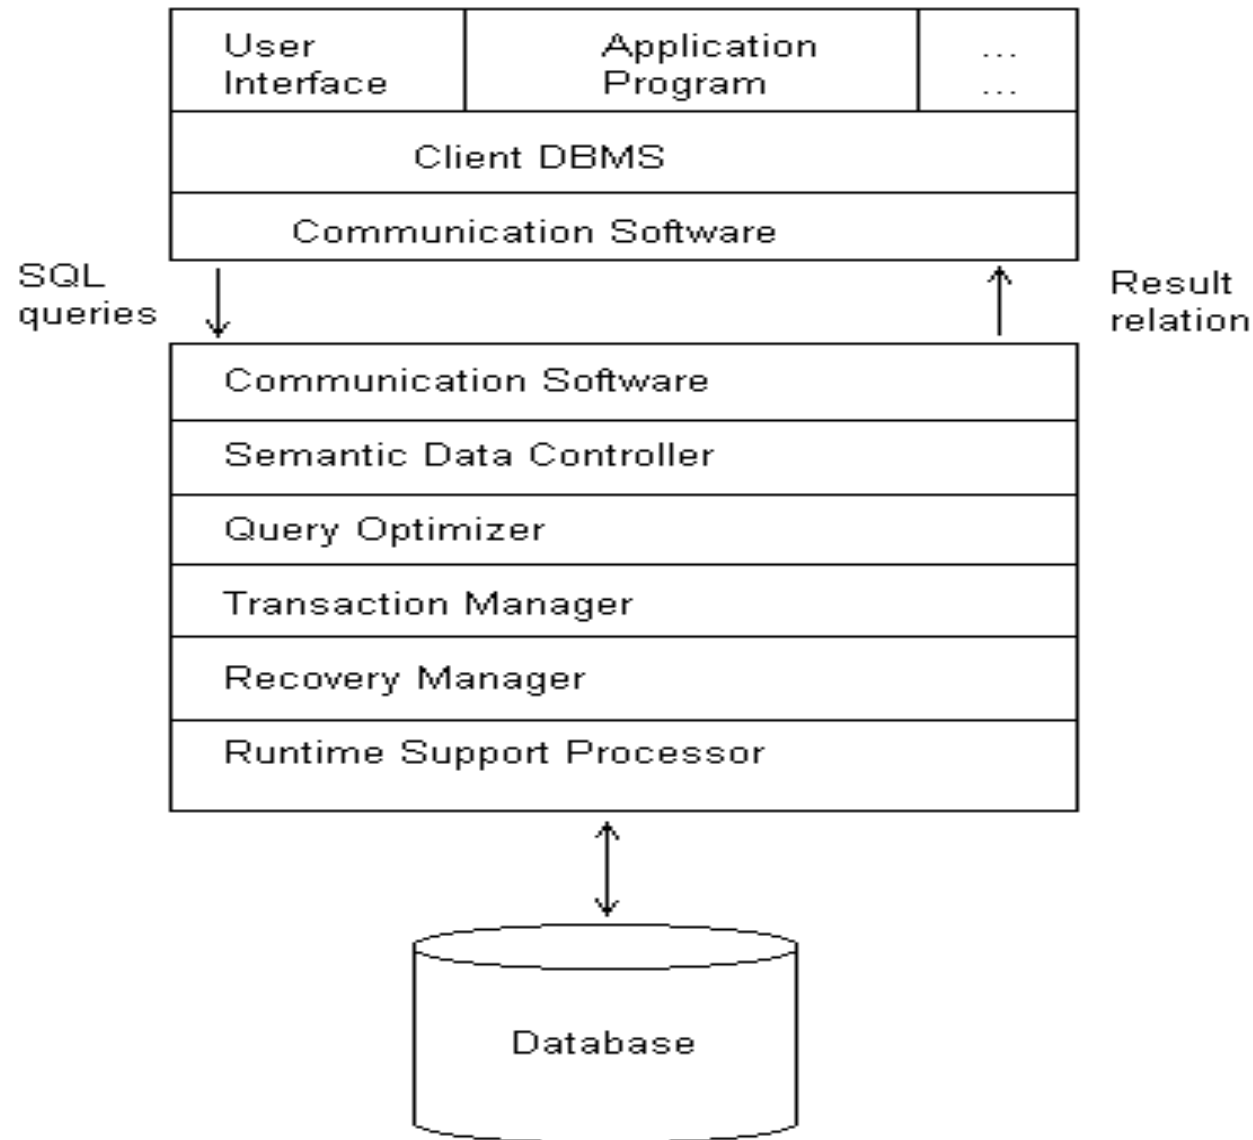 User
Interface
Application
Program
...
...
Client DBMS
Communication Software
SQL
queries
Result
relation
Communication Software
Semantic Data Controller
Query Optimizer
Transaction Manager
Recovery Manager
Runtime Support Processor
Database